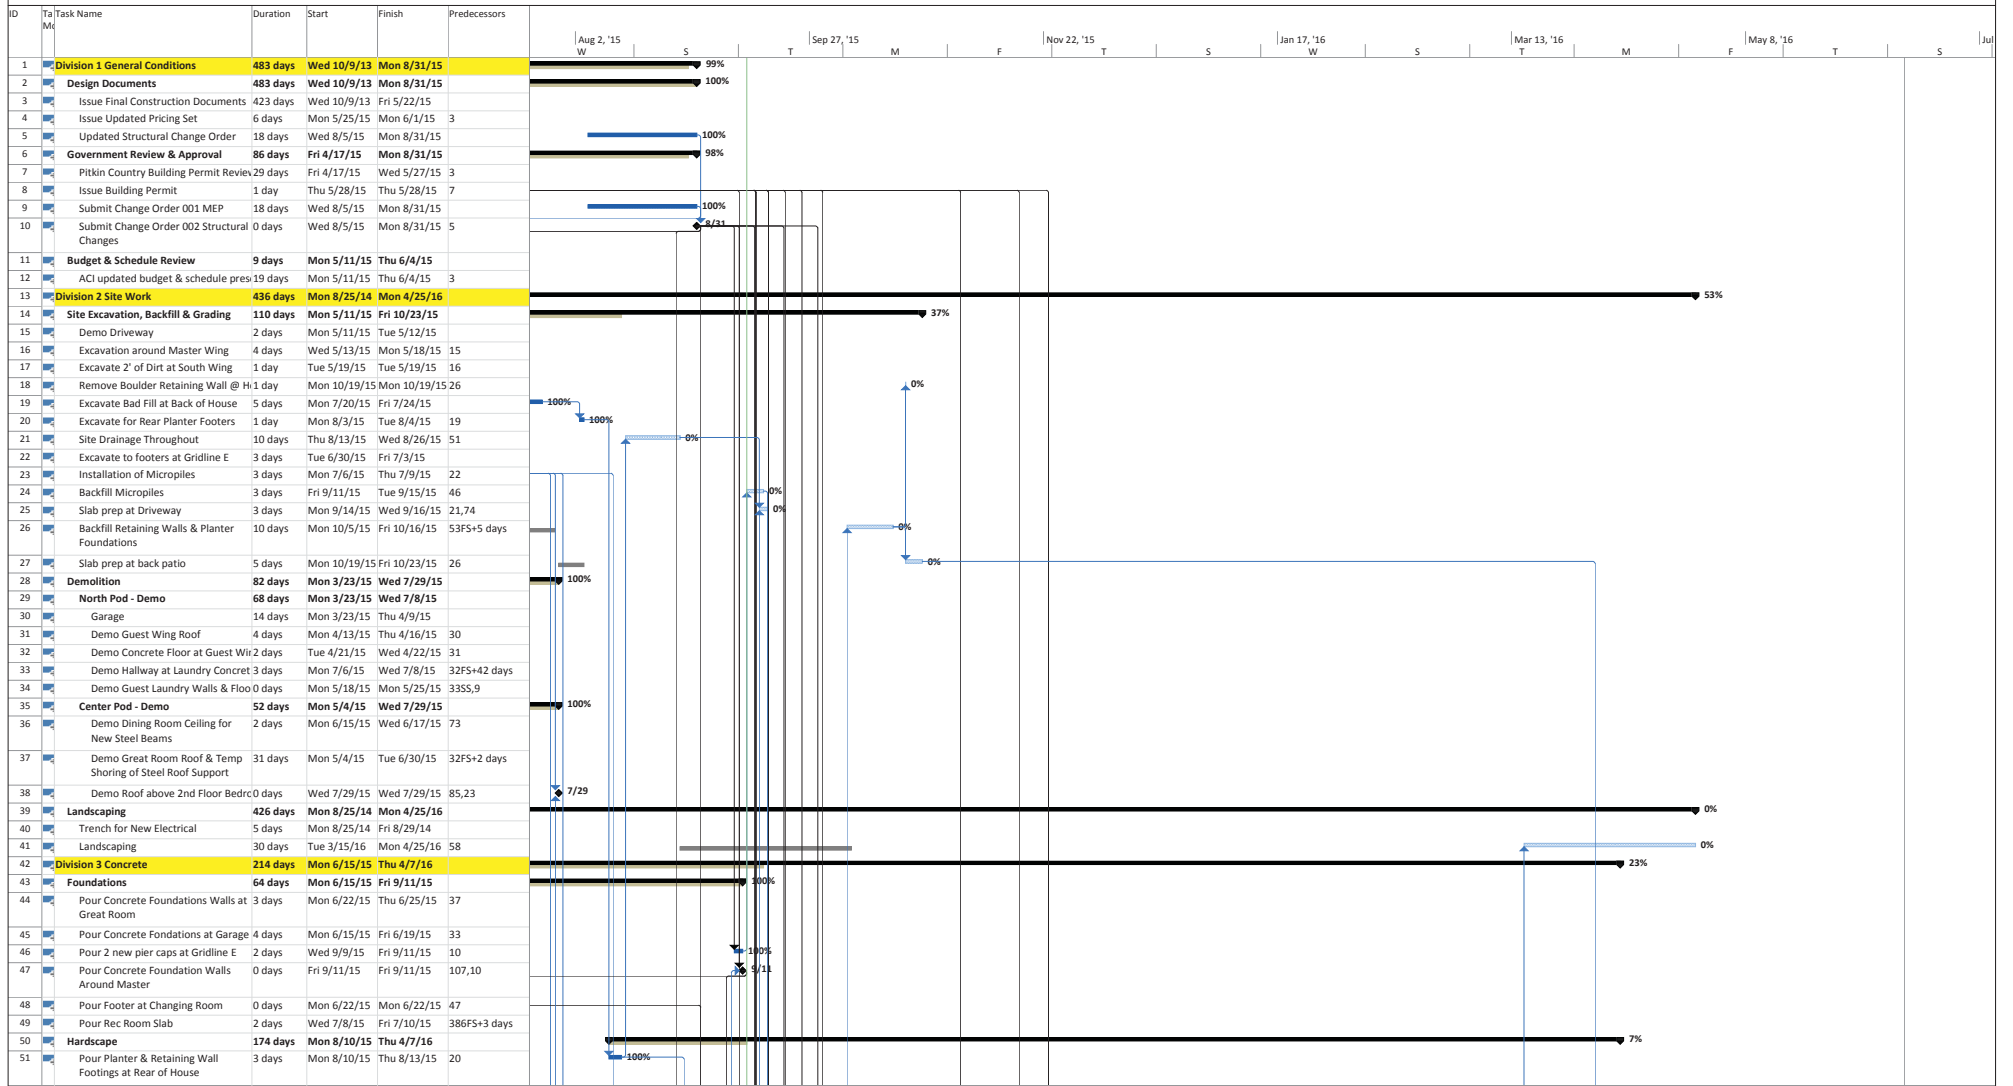 ID Ta Task Name Duration Start Finish Predecessors
Mo
Aug 2, '15 Sep 27, '15 Nov 22, '15 Jan 17, '16 Mar 13, '16 May 8, '16 Jul
W S T M F T S W S T M F T S
1 Division 1 General Conditions 483 days Wed 10/9/13 Mon 8/31/15 99%
2 Design Documents 483 days Wed 10/9/13 Mon 8/31/15 100%
3 Issue Final Construction Documents 423 days Wed 10/9/13 Fri 5/22/15
4 Issue Updated Pricing Set 6 days Mon 5/25/15 Mon 6/1/15 3
5 Updated Structural Change Order 18 days Wed 8/5/15 Mon 8/31/15 100%
6 Government Review & Approval 86 days Fri 4/17/15 Mon 8/31/15 98%
7 Pitkin Country Building Permit Review 29 days Fri 4/17/15 Wed 5/27/15 3
8 Issue Building Permit 1 day Thu 5/28/15 Thu 5/28/15 7
9 Submit Change Order 001 MEP 18 days Wed 8/5/15 Mon 8/31/15 100%
10 Submit Change Order 002 Structural 0 days Wed 8/5/15 Mon 8/31/15 5 8/31
Changes
11 Budget & Schedule Review 9 days Mon 5/11/15 Thu 6/4/15
12 ACI updated budget & schedule pres 19 days Mon 5/11/15 Thu 6/4/15 3
13 Division 2 Site Work 436 days Mon 8/25/14 Mon 4/25/16 53%
14 Site Excavation, Backfill & Grading 110 days Mon 5/11/15 Fri 10/23/15 37%
15 Demo Driveway 2 days Mon 5/11/15 Tue 5/12/15
16 Excavation around Master Wing 4 days Wed 5/13/15 Mon 5/18/15 15
17 Excavate 2' of Dirt at South Wing 1 day Tue 5/19/15 Tue 5/19/15 16
18 Remove Boulder Retaining Wall @ H 1 day Mon 10/19/15 Mon 10/19/15 26 0%
19 Excavate Bad Fill at Back of House 5 days Mon 7/20/15 Fri 7/24/15 100%
20 Excavate for Rear Planter Footers 1 day Mon 8/3/15 Tue 8/4/15 19 100%
21 Site Drainage Throughout 10 days Thu 8/13/15 Wed 8/26/15 51 0%
22 Excavate to footers at Gridline E 3 days Tue 6/30/15 Fri 7/3/15
23 Installation of Micropiles 3 days Mon 7/6/15 Thu 7/9/15 22
24 Backfill Micropiles 3 days Fri 9/11/15 Tue 9/15/15 46 0%
25 Slab prep at Driveway 3 days Mon 9/14/15 Wed 9/16/15 21,74 0%
26 Backfill Retaining Walls & Planter 10 days Mon 10/5/15 Fri 10/16/15 53FS+5 days 0%
Foundations
27 Slab prep at back patio 5 days Mon 10/19/15 Fri 10/23/15 26 0%
28 Demolition 82 days Mon 3/23/15 Wed 7/29/15 100%
29 North Pod - Demo 68 days Mon 3/23/15 Wed 7/8/15
30 Garage 14 days Mon 3/23/15 Thu 4/9/15
31 Demo Guest Wing Roof 4 days Mon 4/13/15 Thu 4/16/15 30
32 Demo Concrete Floor at Guest Wir 2 days Tue 4/21/15 Wed 4/22/15 31
33 Demo Hallway at Laundry Concret 3 days Mon 7/6/15 Wed 7/8/15 32FS+42 days
34 Demo Guest Laundry Walls & Floo 0 days Mon 5/18/15 Mon 5/25/15 33SS,9
35 Center Pod - Demo 52 days Mon 5/4/15 Wed 7/29/15 100%
36 Demo Dining Room Ceiling for 2 days Mon 6/15/15 Wed 6/17/15 73
New Steel Beams
37 Demo Great Room Roof & Temp 31 days Mon 5/4/15 Tue 6/30/15 32FS+2 days
Shoring of Steel Roof Support
38 Demo Roof above 2nd Floor Bedrc 0 days Wed 7/29/15 Wed 7/29/15 85,23 7/29
39 Landscaping 426 days Mon 8/25/14 Mon 4/25/16 0%
40 Trench for New Electrical 5 days Mon 8/25/14 Fri 8/29/14
41 Landscaping 30 days Tue 3/15/16 Mon 4/25/16 58 0%
42 Division 3 Concrete 214 days Mon 6/15/15 Thu 4/7/16 23%
43 Foundations 64 days Mon 6/15/15 Fri 9/11/15 100%
44 Pour Concrete Foundations Walls at 3 days Mon 6/22/15 Thu 6/25/15 37
Great Room
45 Pour Concrete Fondations at Garage 4 days Mon 6/15/15 Fri 6/19/15 33
46 Pour 2 new pier caps at Gridline E 2 days Wed 9/9/15 Fri 9/11/15 10 100%
47 Pour Concrete Foundation Walls 0 days Fri 9/11/15 Fri 9/11/15 107,10 9/11
Around Master
48 Pour Footer at Changing Room 0 days Mon 6/22/15 Mon 6/22/15 47
49 Pour Rec Room Slab 2 days Wed 7/8/15 Fri 7/10/15 386FS+3 days
50 Hardscape 174 days Mon 8/10/15 Thu 4/7/16 7%
51 Pour Planter & Retaining Wall 3 days Mon 8/10/15 Thu 8/13/15 20 100%
Footings at Rear of House